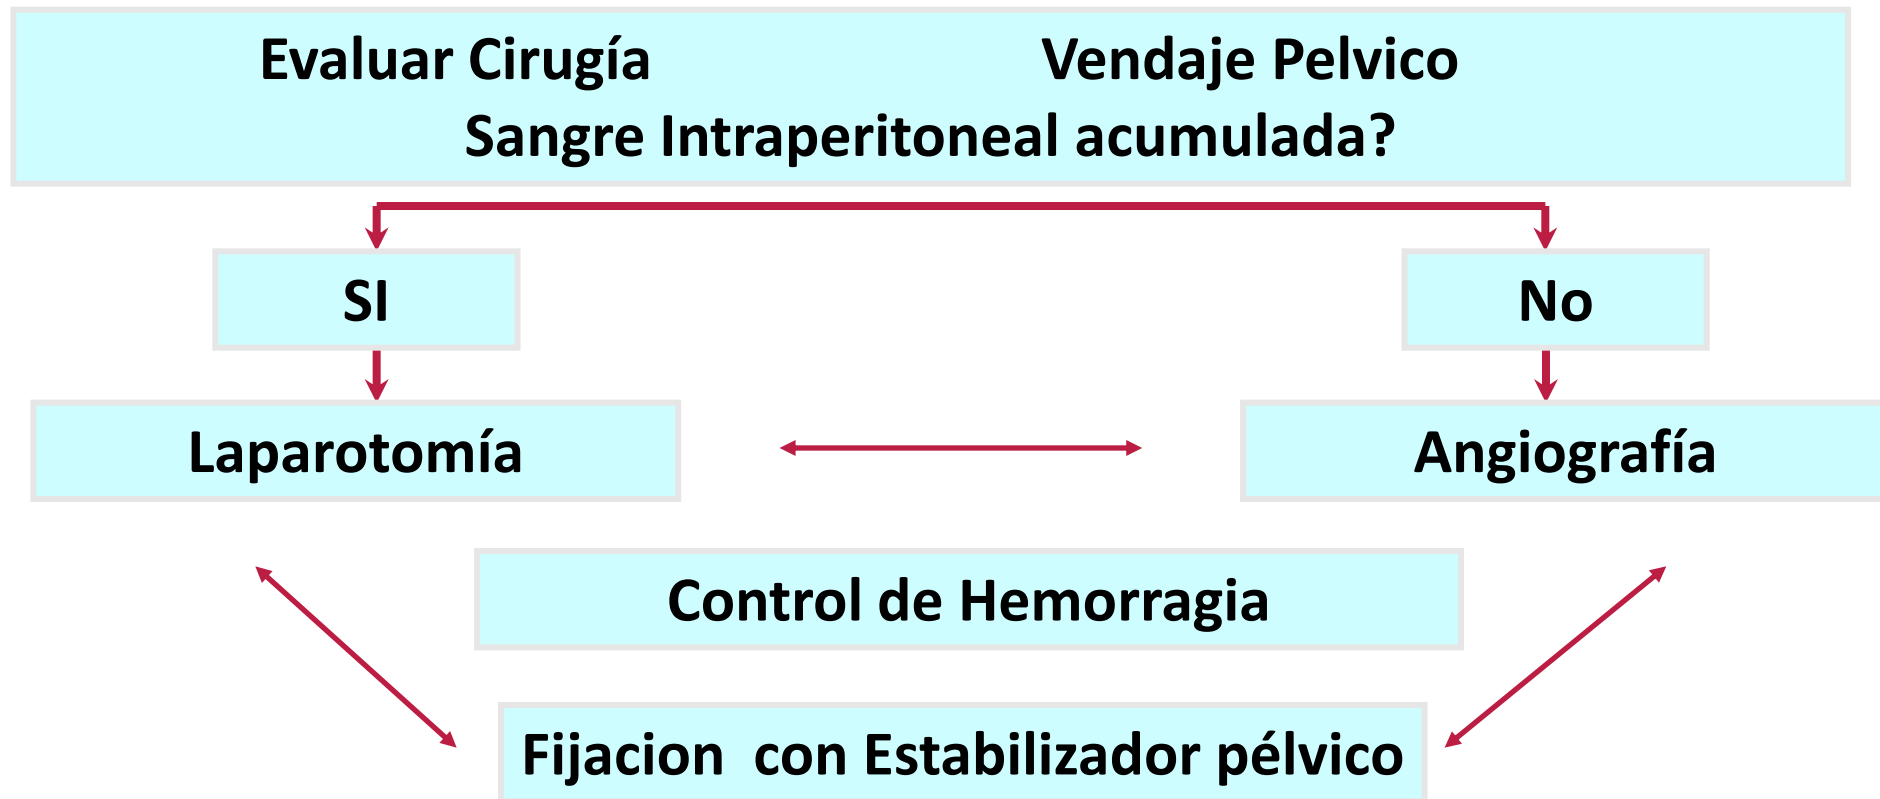 Evaluar Cirugía Vendaje Pelvico
Sangre Intraperitoneal acumulada?
SI
No
Laparotomía
Angiografía
Control de Hemorragia
Fijacion con Estabilizador pélvico